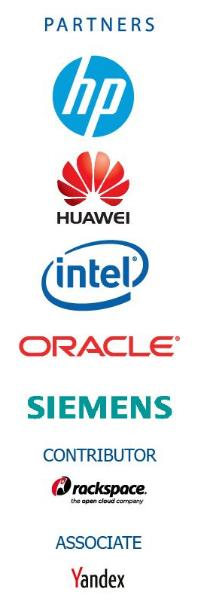 PARTNERS
hp
HUAWEI
intel®
ORACLE®
SIEMENS
CONTRIBUTOR
rackspace.
the open cloud company
ASSOCIATE
Yandex